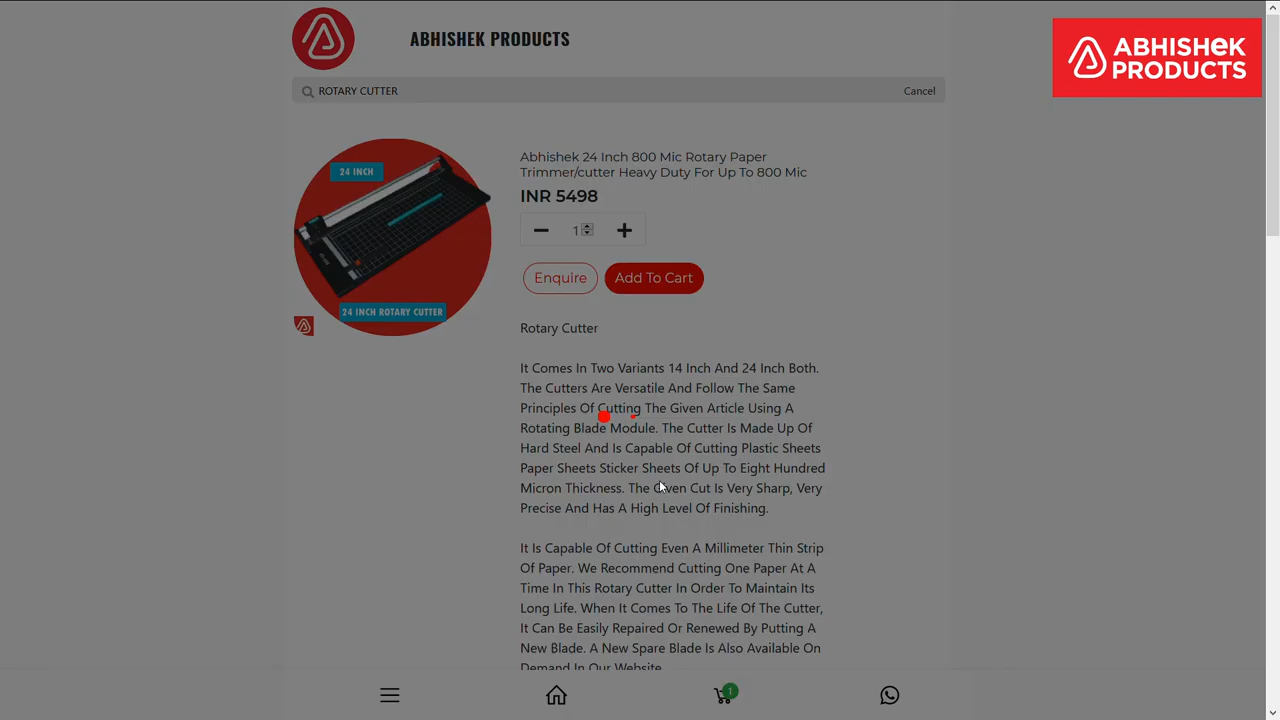 ABHISHEK PRODUCTS
ABHISHEK
PRODUCTS
ROTARY CUTTER
Cancel
24 INCH
24 INCH ROTARY CUTTER
Abhishek 24 Inch 800 Mic Rotary Paper
Trimmer/cutter Heavy Duty For Up To 800 Mic
INR 5498
1
Enquire
Add To Cart
Rotary Cutter
It Comes In Two Variants 14 Inch And 24 Inch Both.
The Cutters Are Versatile And Follow The Same
Principles Of Cutting The Given Article Using A
Rotating Blade Module. The Cutter Is Made Up Of
Hard Steel And Is Capable Of Cutting Plastic Sheets
Paper Sheets Sticker Sheets Of Up To Eight Hundred
Micron Thickness. The Given Cut Is Very Sharp, Very
Precise And Has A High Level Of Finishing.
It Is Capable Of Cutting Even A Millimeter Thin Strip
Of Paper. We Recommend Cutting One Paper At A
Time In This Rotary Cutter In Order To Maintain Its
Long Life. When It Comes To The Life Of The Cutter,
It Can Be Easily Repaired Or Renewed By Putting A
New Blade. A New Spare Blade Is Also Available On
Demand In Our Website
1